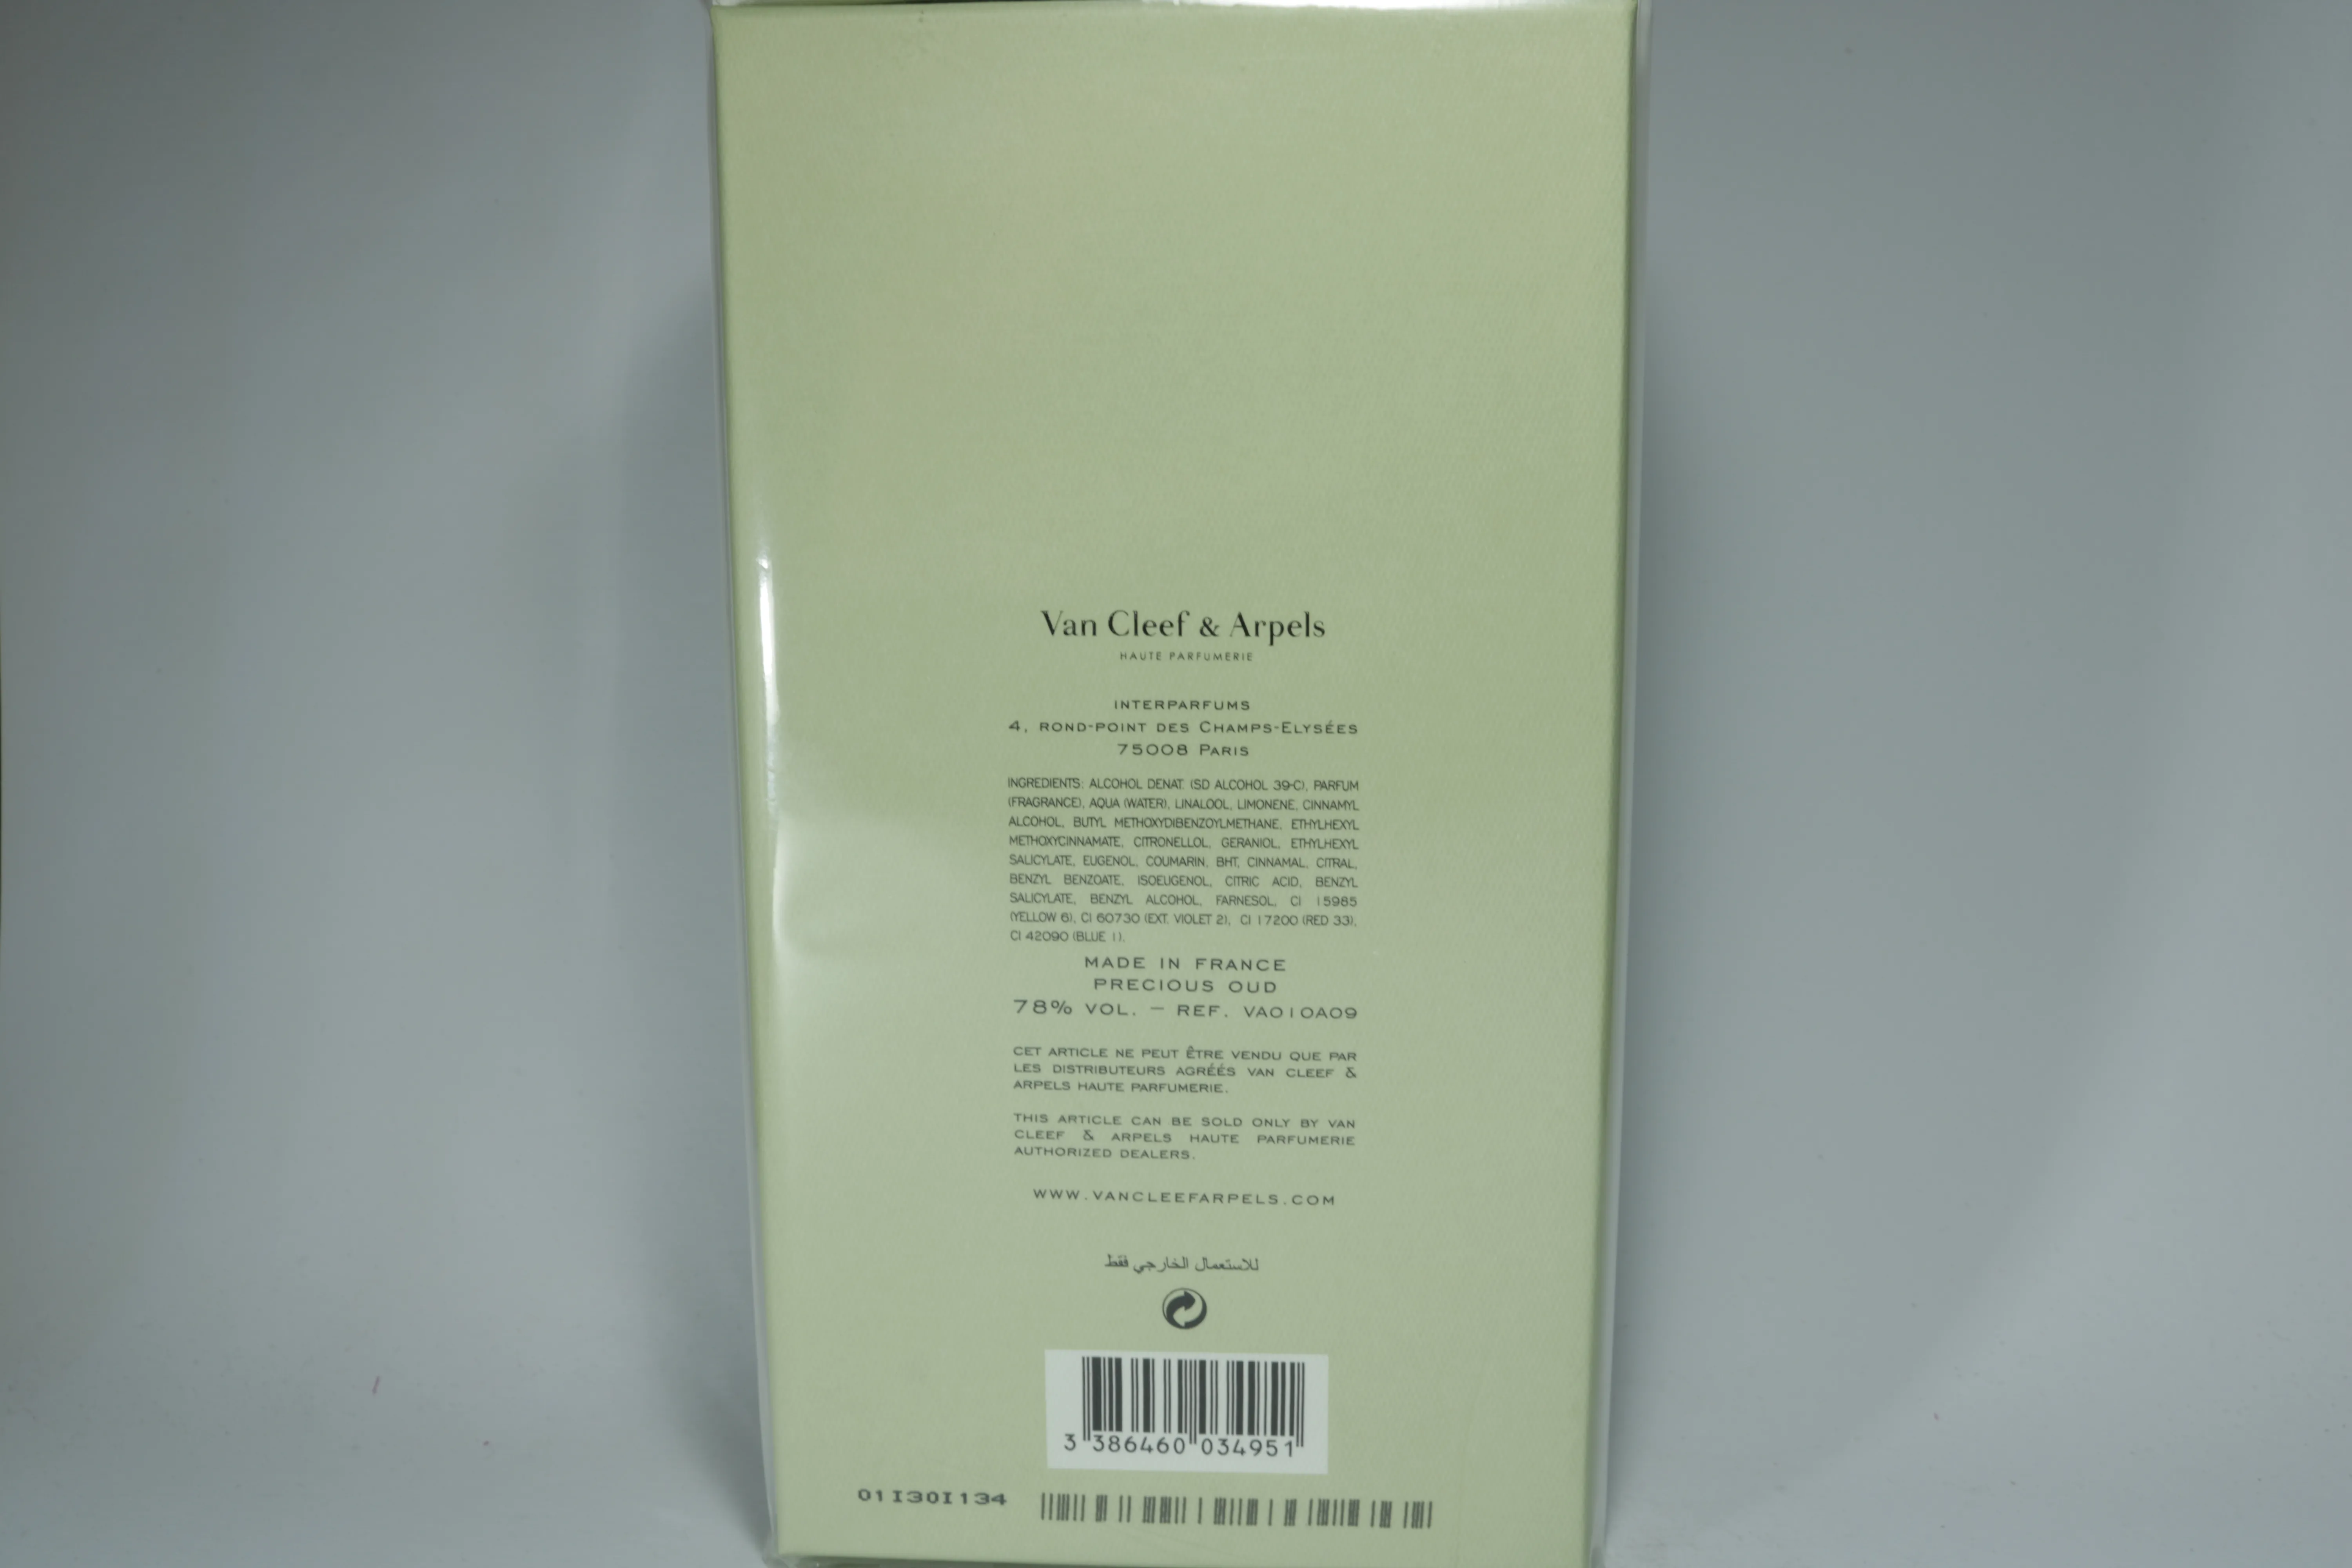 Van Cleef & Arpels
HAUTE PARFUMERIE
INTERPARFUMS
4, ROND-POINT DES CHAMPS-ELYSÉES
75008 PARIS
INGREDIENTS: ALCOHOL DENAT. (SD ALCOHOL 39-C), PARFUM
(FRAGRANCE), AQUA (WATER), LINALOOL, LIMONENE, CINNAMYL
ALCOHOL, BUTYL METHOXYDIBENZOYLMETHANE, ETHYLHEXYL
METHOXYCINNAMATE, CITRONELLOL, GERANIOL, ETHYLHEXYL
SALICYLATE, EUGENOL, COUMARIN, BHT, CINNAMAL, CITRAL,
BENZYL BENZOATE, ISOEUGENOL, CITRIC ACID, BENZYL
SALICYLATE, BENZYL ALCOHOL, FARNESOL, CI 15985
(YELLOW 6), CI 60730 (EXT. VIOLET 2), CI 17200 (RED 33),
CI 42090 (BLUE 1).
MADE IN FRANCE
PRECIOUS OUD
78% VOL. – REF. VA010A09
CET ARTICLE NE PEUT ÊTRE VENDU QUE PAR
LES DISTRIBUTEURS AGRÉÉS VAN CLEEF &
ARPELS HAUTE PARFUMERIE.
THIS ARTICLE CAN BE SOLD ONLY BY VAN
CLEEF & ARPELS HAUTE PARFUMERIE
AUTHORIZED DEALERS.
WWW.VANCLEEFARPELS.COM
للاستعمال الخارجي فقط
3 386460 034951
01I30I134